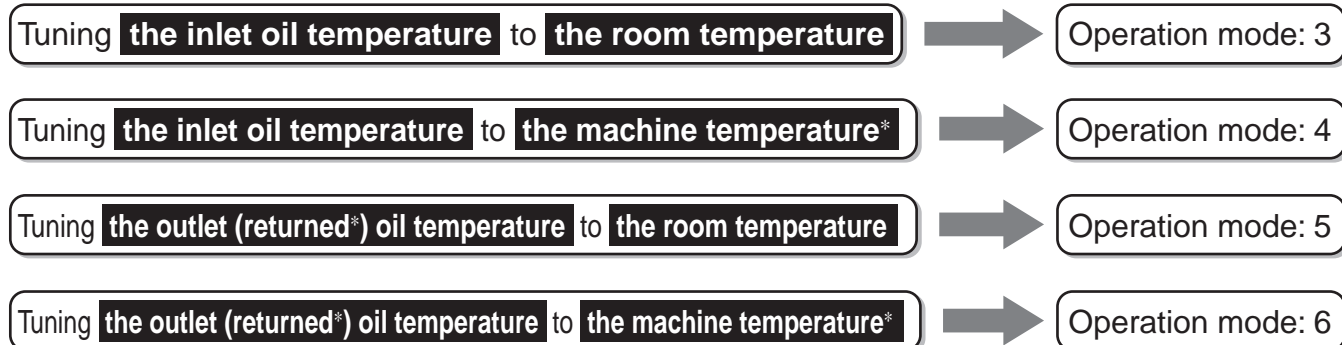 Tuning the inlet oil temperature to the room temperature Operation mode: 3
Tuning the inlet oil temperature to the machine temperature* Operation mode: 4
Tuning the outlet (returned*) oil temperature to the room temperature Operation mode: 5
Tuning the outlet (returned*) oil temperature to the machine temperature* Operation mode: 6